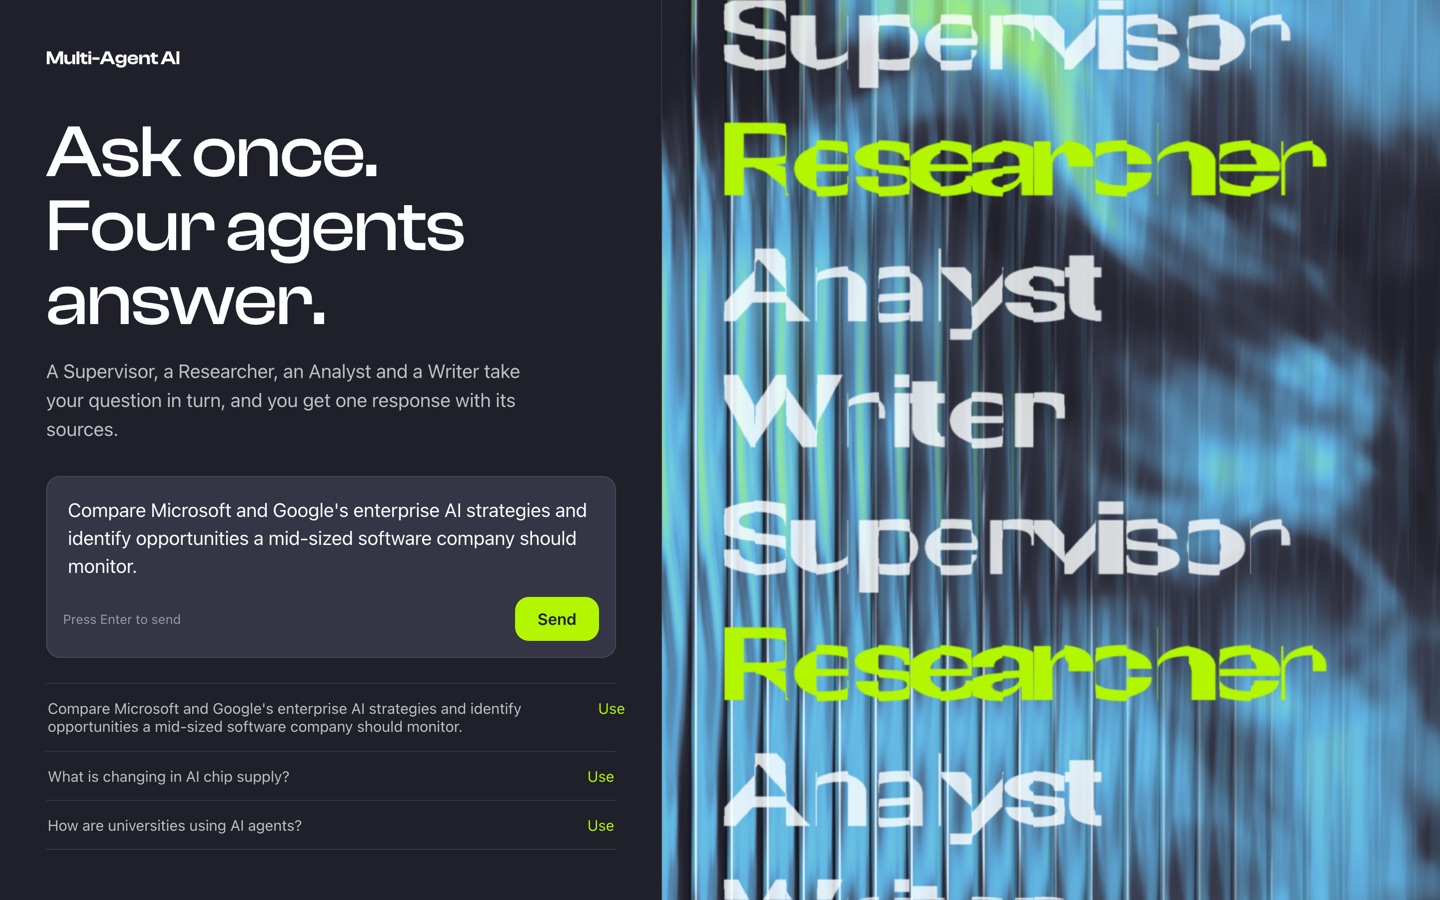 Multi-Agent AI
Ask once.
Four agents
answer.
A Supervisor, a Researcher, an Analyst and a Writer take
your question in turn, and you get one response with its
sources.
Compare Microsoft and Google's enterprise AI strategies and
identify opportunities a mid-sized software company should
monitor.
Press Enter to send
Send
Compare Microsoft and Google's enterprise AI strategies and identify
opportunities a mid-sized software company should monitor.
Use
What is changing in AI chip supply?
Use
How are universities using AI agents?
Use
Supervisor
Researcher
Analyst
Writer
Supervisor
Researcher
Analyst
Writer